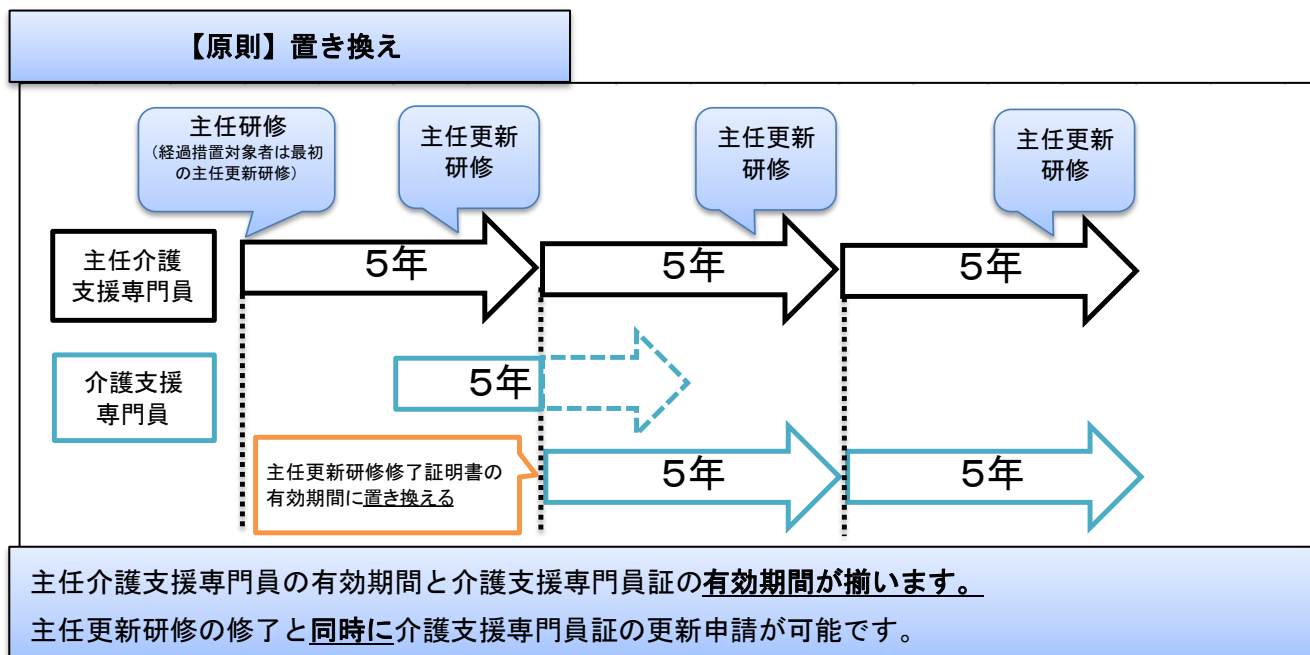 【原則】置き換え
主任研修
(経過措置対象者は最初
の主任更新研修)
主任更新
研修
主任更新
研修
主任更新
研修
主任介護
支援専門員
5年
5年
5年
介護支援
専門員
5年
主任更新研修修了証明書の
有効期間に置き換える
5年
5年
主任介護支援専門員の有効期間と介護支援専門員証の有効期間が揃います。
主任更新研修の修了と同時に介護支援専門員証の更新申請が可能です。